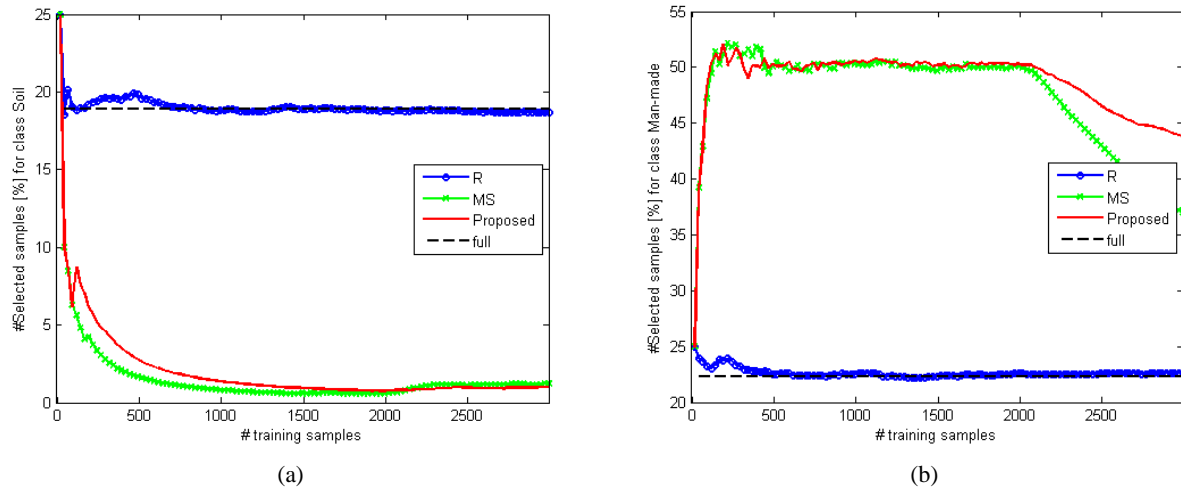 25
20
15
10
5
0
#Selected samples [%] for class Soil
R
MS
Proposed
full
0 500 1000 1500 2000 2500
# training samples
(a)
55
50
45
40
35
30
25
20
#Selected samples [%] for class Man-made
R
MS
Proposed
full
0 500 1000 1500 2000 2500
# training samples
(b)